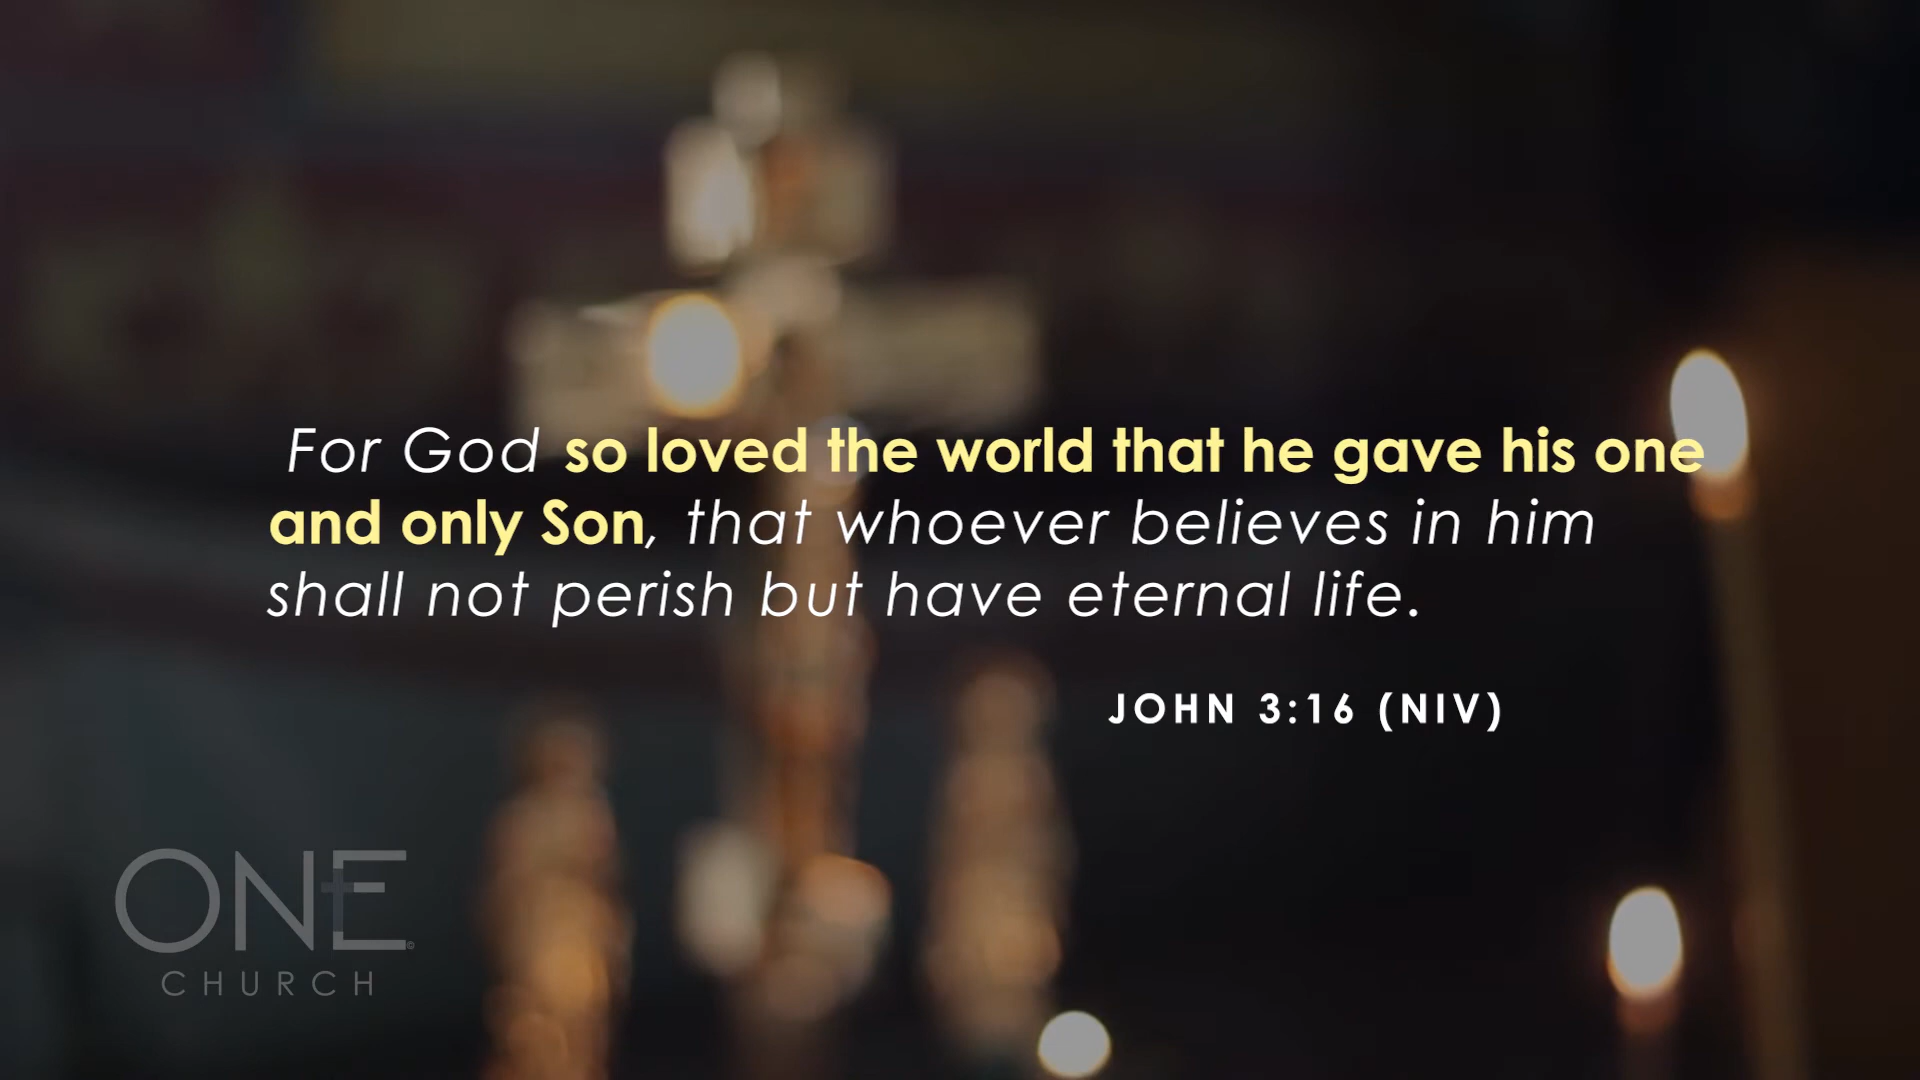 For God so loved the world that he gave his one
and only Son, that whoever believes in him
shall not perish but have eternal life.
JOHN 3:16 (NIV)
ONE©
CHURCH